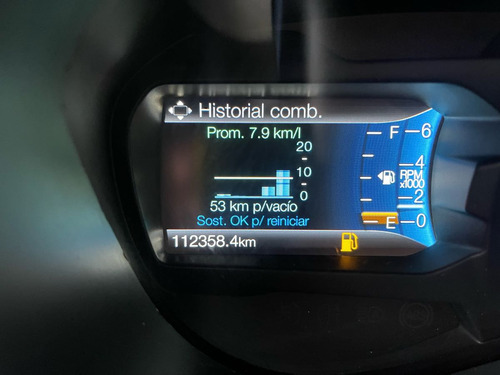 Historial comb.
Prom. 7.9 km/l
20
10
0
53 km p/vacío
Sost. OK p/ reiniciar
112358.4km
F
E
6
4
RPM
x1000
2
0